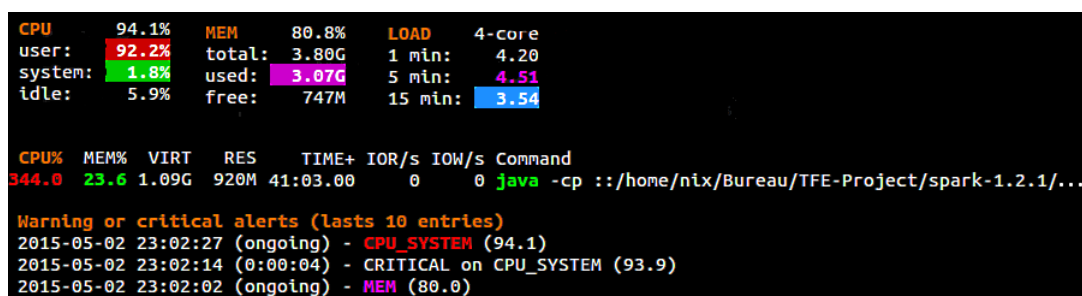 CPU 94.1% MEM 80.8% LOAD 4-core
user: 92.2% total: 3.80G 1 min: 4.20
system: 1.8% used: 3.07G 5 min: 4.51
idle: 5.9% free: 747M 15 min: 3.54
CPU% MEM% VIRT RES TIME+ IOR/s IOW/s Command
344.0 23.6 1.09G 920M 41:03.00 0 0 java -cp ::/home/nix/Bureau/TFE-Project/spark-1.2.1/...
Warning or critical alerts (lasts 10 entries)
2015-05-02 23:02:27 (ongoing) - CPU_SYSTEM (94.1)
2015-05-02 23:02:14 (0:00:04) - CRITICAL on CPU_SYSTEM (93.9)
2015-05-02 23:02:02 (ongoing) - MEM (80.0)